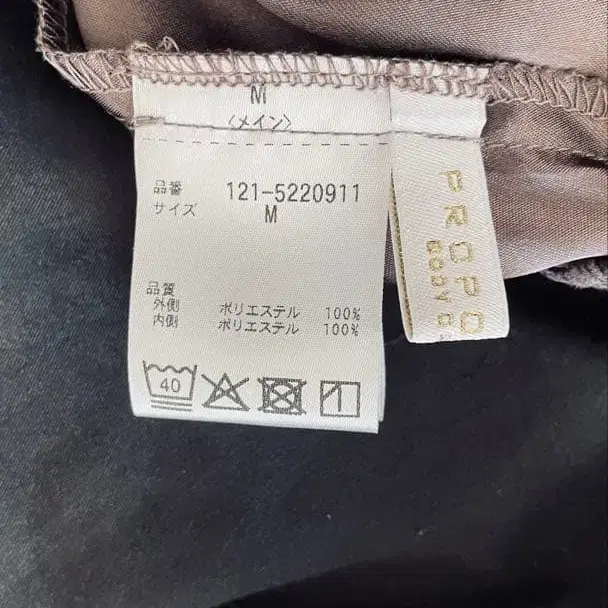 M
〈メイン〉
品番 121-5220911
サイズ M
品質
外側 ポリエステル 100%
内側 ポリエステル 100%
40
PROPO
BODY D